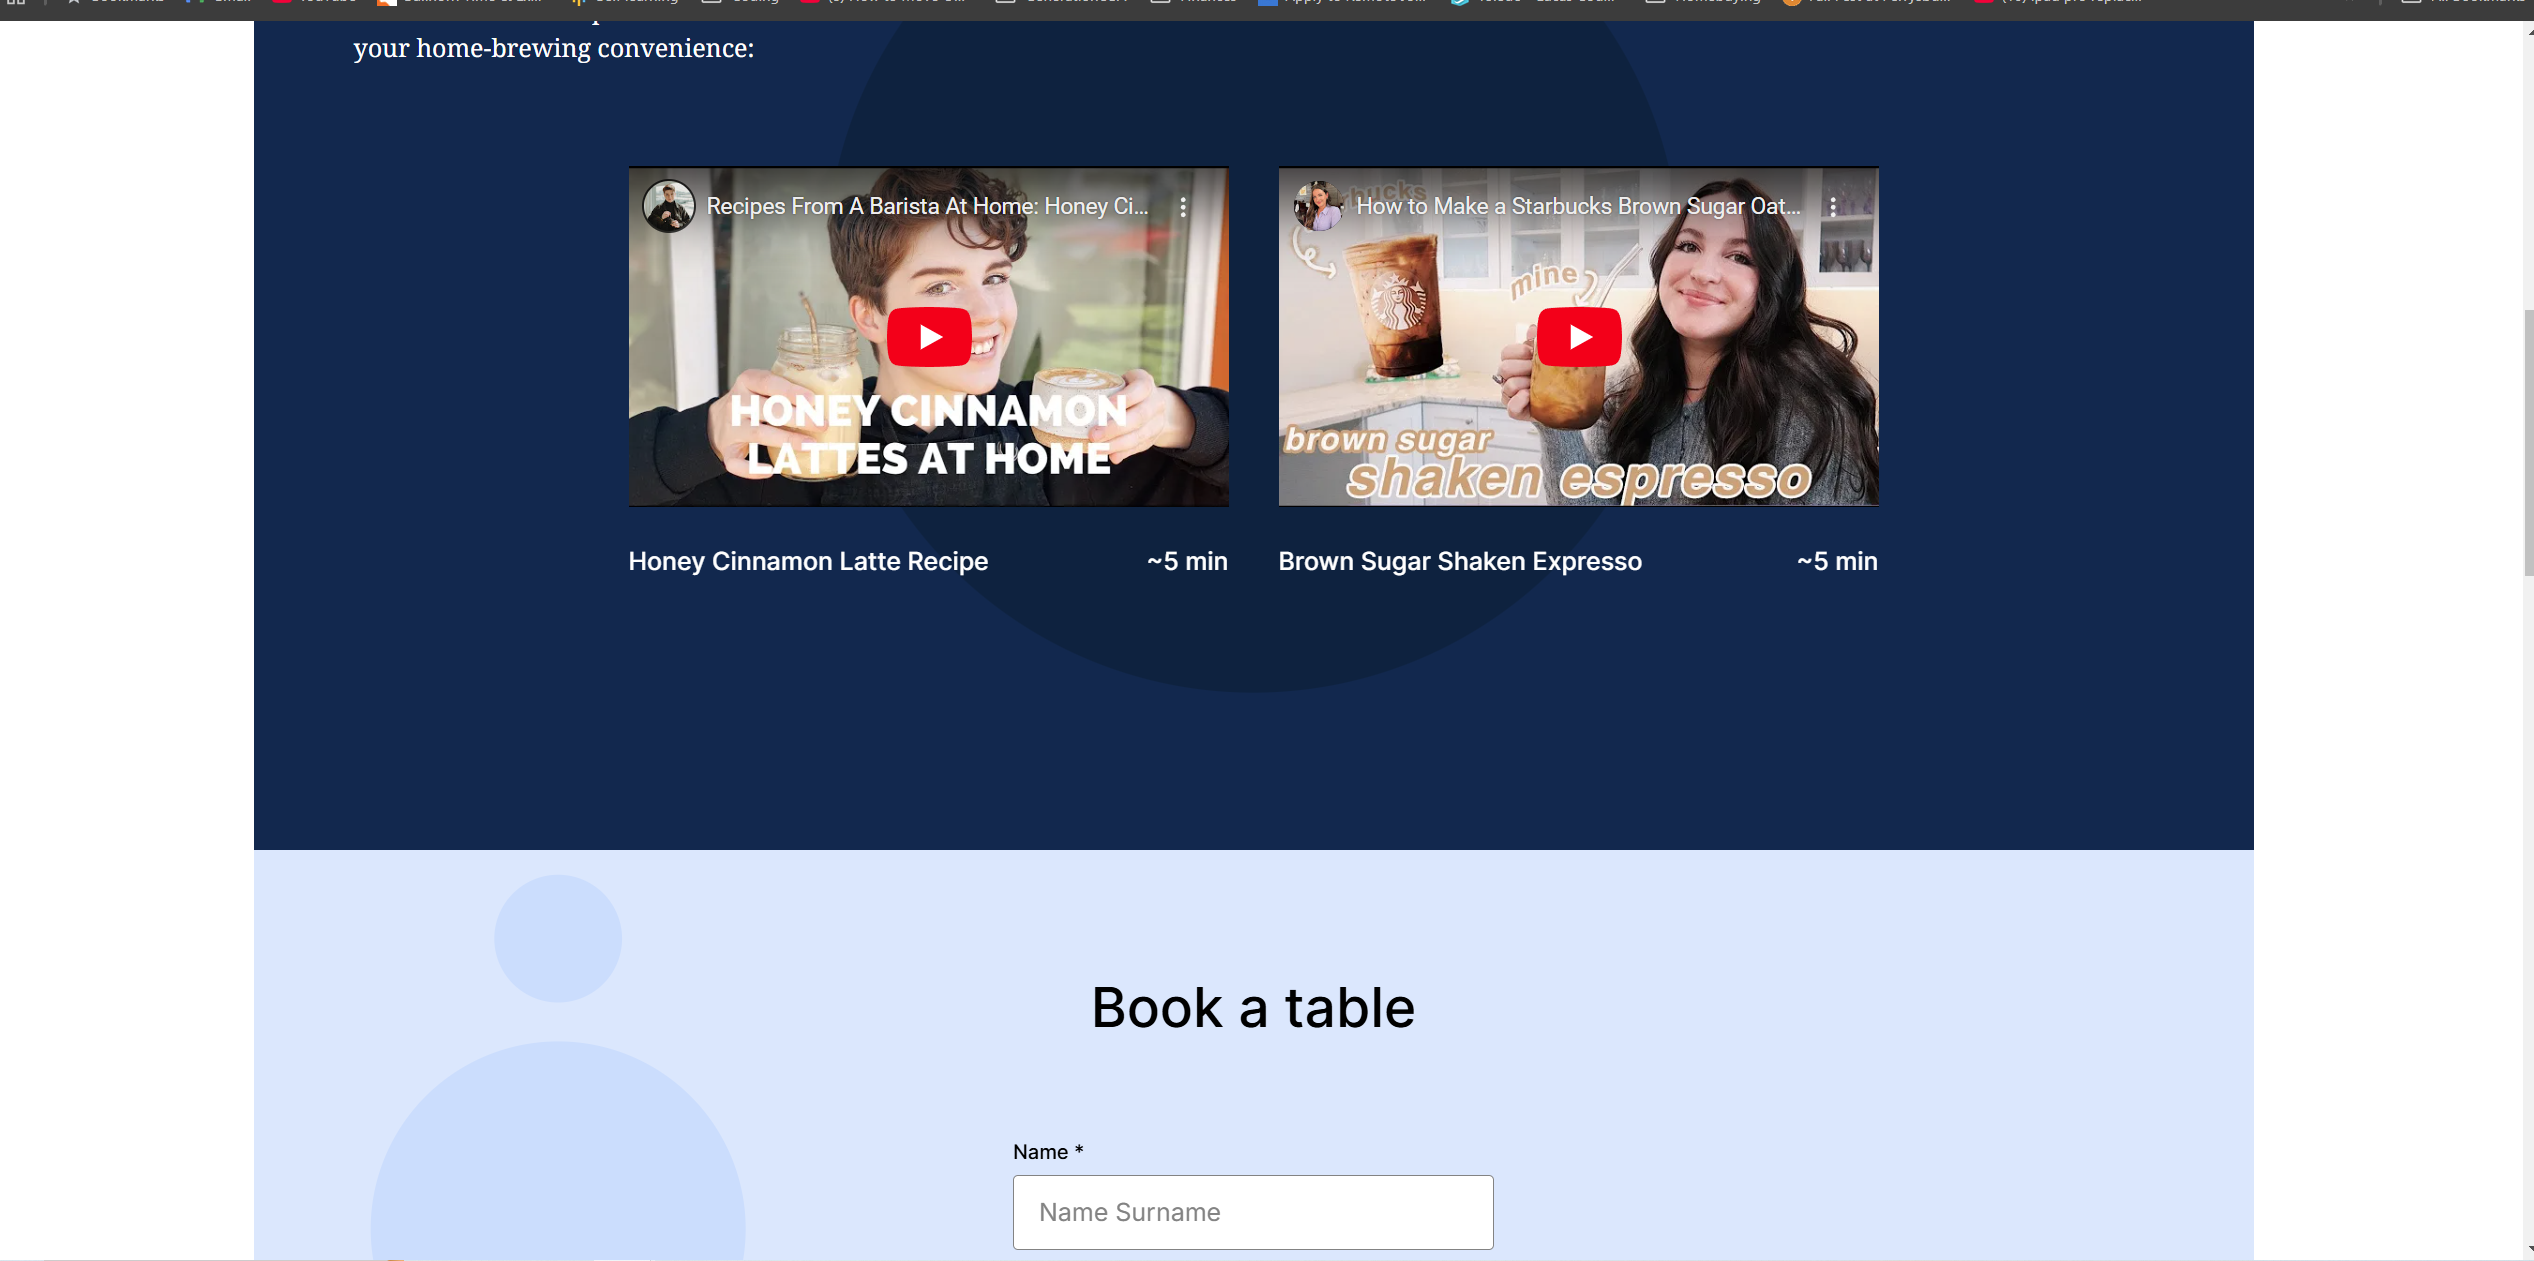 your home-brewing convenience:
Recipes From A Barista At Home: Honey Ci...
HONEY CINNAMON
LATTES AT HOME
How to Make a Starbucks Brown Sugar Oat...
mine
brown sugar
shaken espresso
Honey Cinnamon Latte Recipe
~5 min
Brown Sugar Shaken Expresso
~5 min
Book a table
Name *
Name Surname